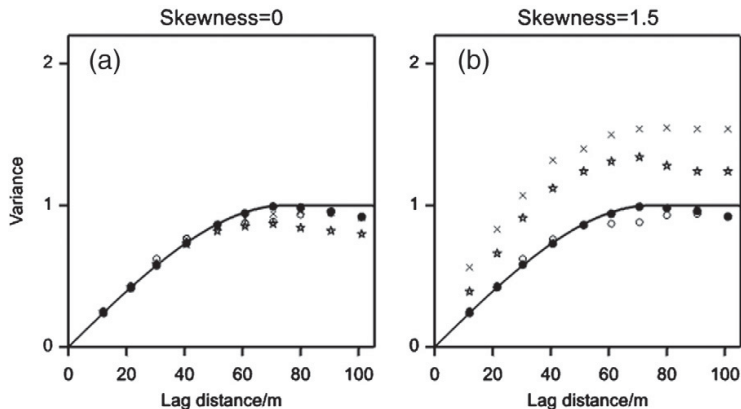 Skewness=0
Skewness=1.5
(a)
(b)
Variance
2
1
0
0 20 40 60 80 100
Lag distance/m
2
1
0
0 20 40 60 80 100
Lag distance/m